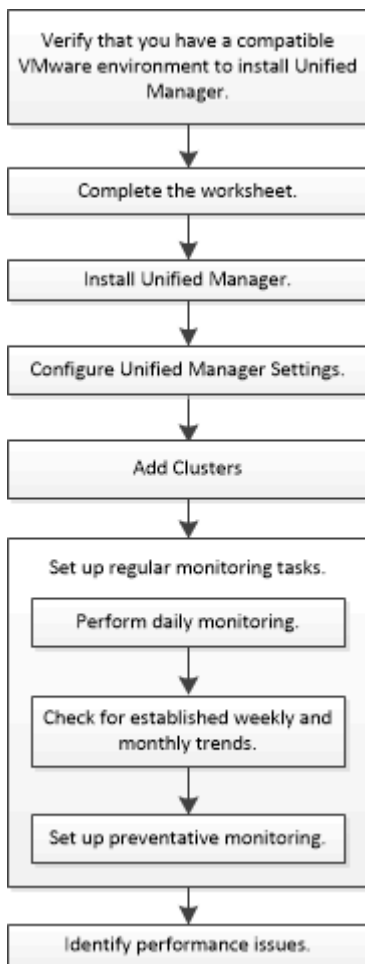 Verify that you have a compatible
VMware environment to install Unified
Manager.
Complete the worksheet.
Install Unified Manager.
Configure Unified Manager Settings.
Add Clusters
Set up regular monitoring tasks.
Perform daily monitoring.
Check for established weekly and
monthly trends.
Set up preventative monitoring.
Identify performance issues.